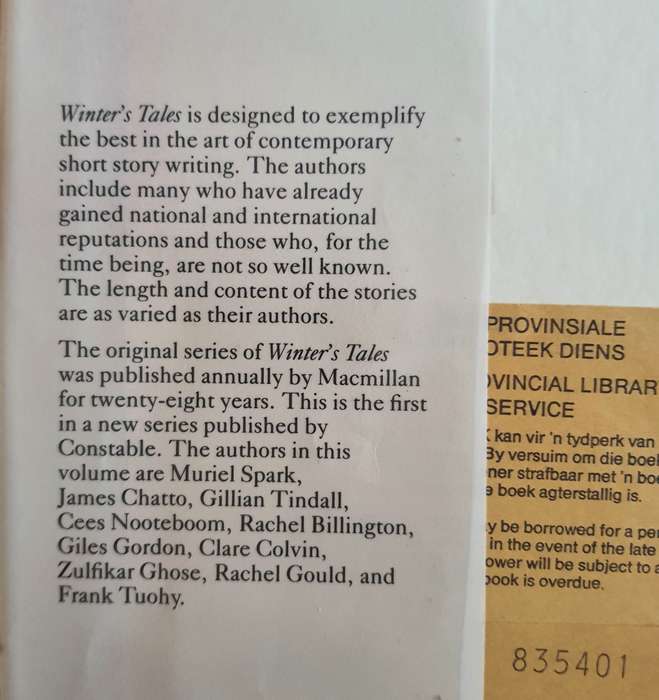 Winter's Tales is designed to exemplify
the best in the art of contemporary
short story writing. The authors
include many who have already
gained national and international
reputations and those who, for the
time being, are not so well known.
The length and content of the stories
are as varied as their authors.
The original series of Winter's Tales
was published annually by Macmillan
for twenty-eight years. This is the first
in a new series published by
Constable. The authors in this
volume are Muriel Spark,
James Chatto, Gillian Tindall,
Cees Nooteboom, Rachel Billington,
Giles Gordon, Clare Colvin,
Zulfikar Ghose, Rachel Gould, and
Frank Tuohy.
PROVINSIALE
OTEEK DIENS
VINCIAL LIBRAR
SERVICE
kan vir 'n tydperk van
By versuim om die boe
ner strafbaar met 'n bo
boek agterstallig is.
y be borrowed for a pe
in the event of the late
ower will be subject to a
book is overdue.
835401